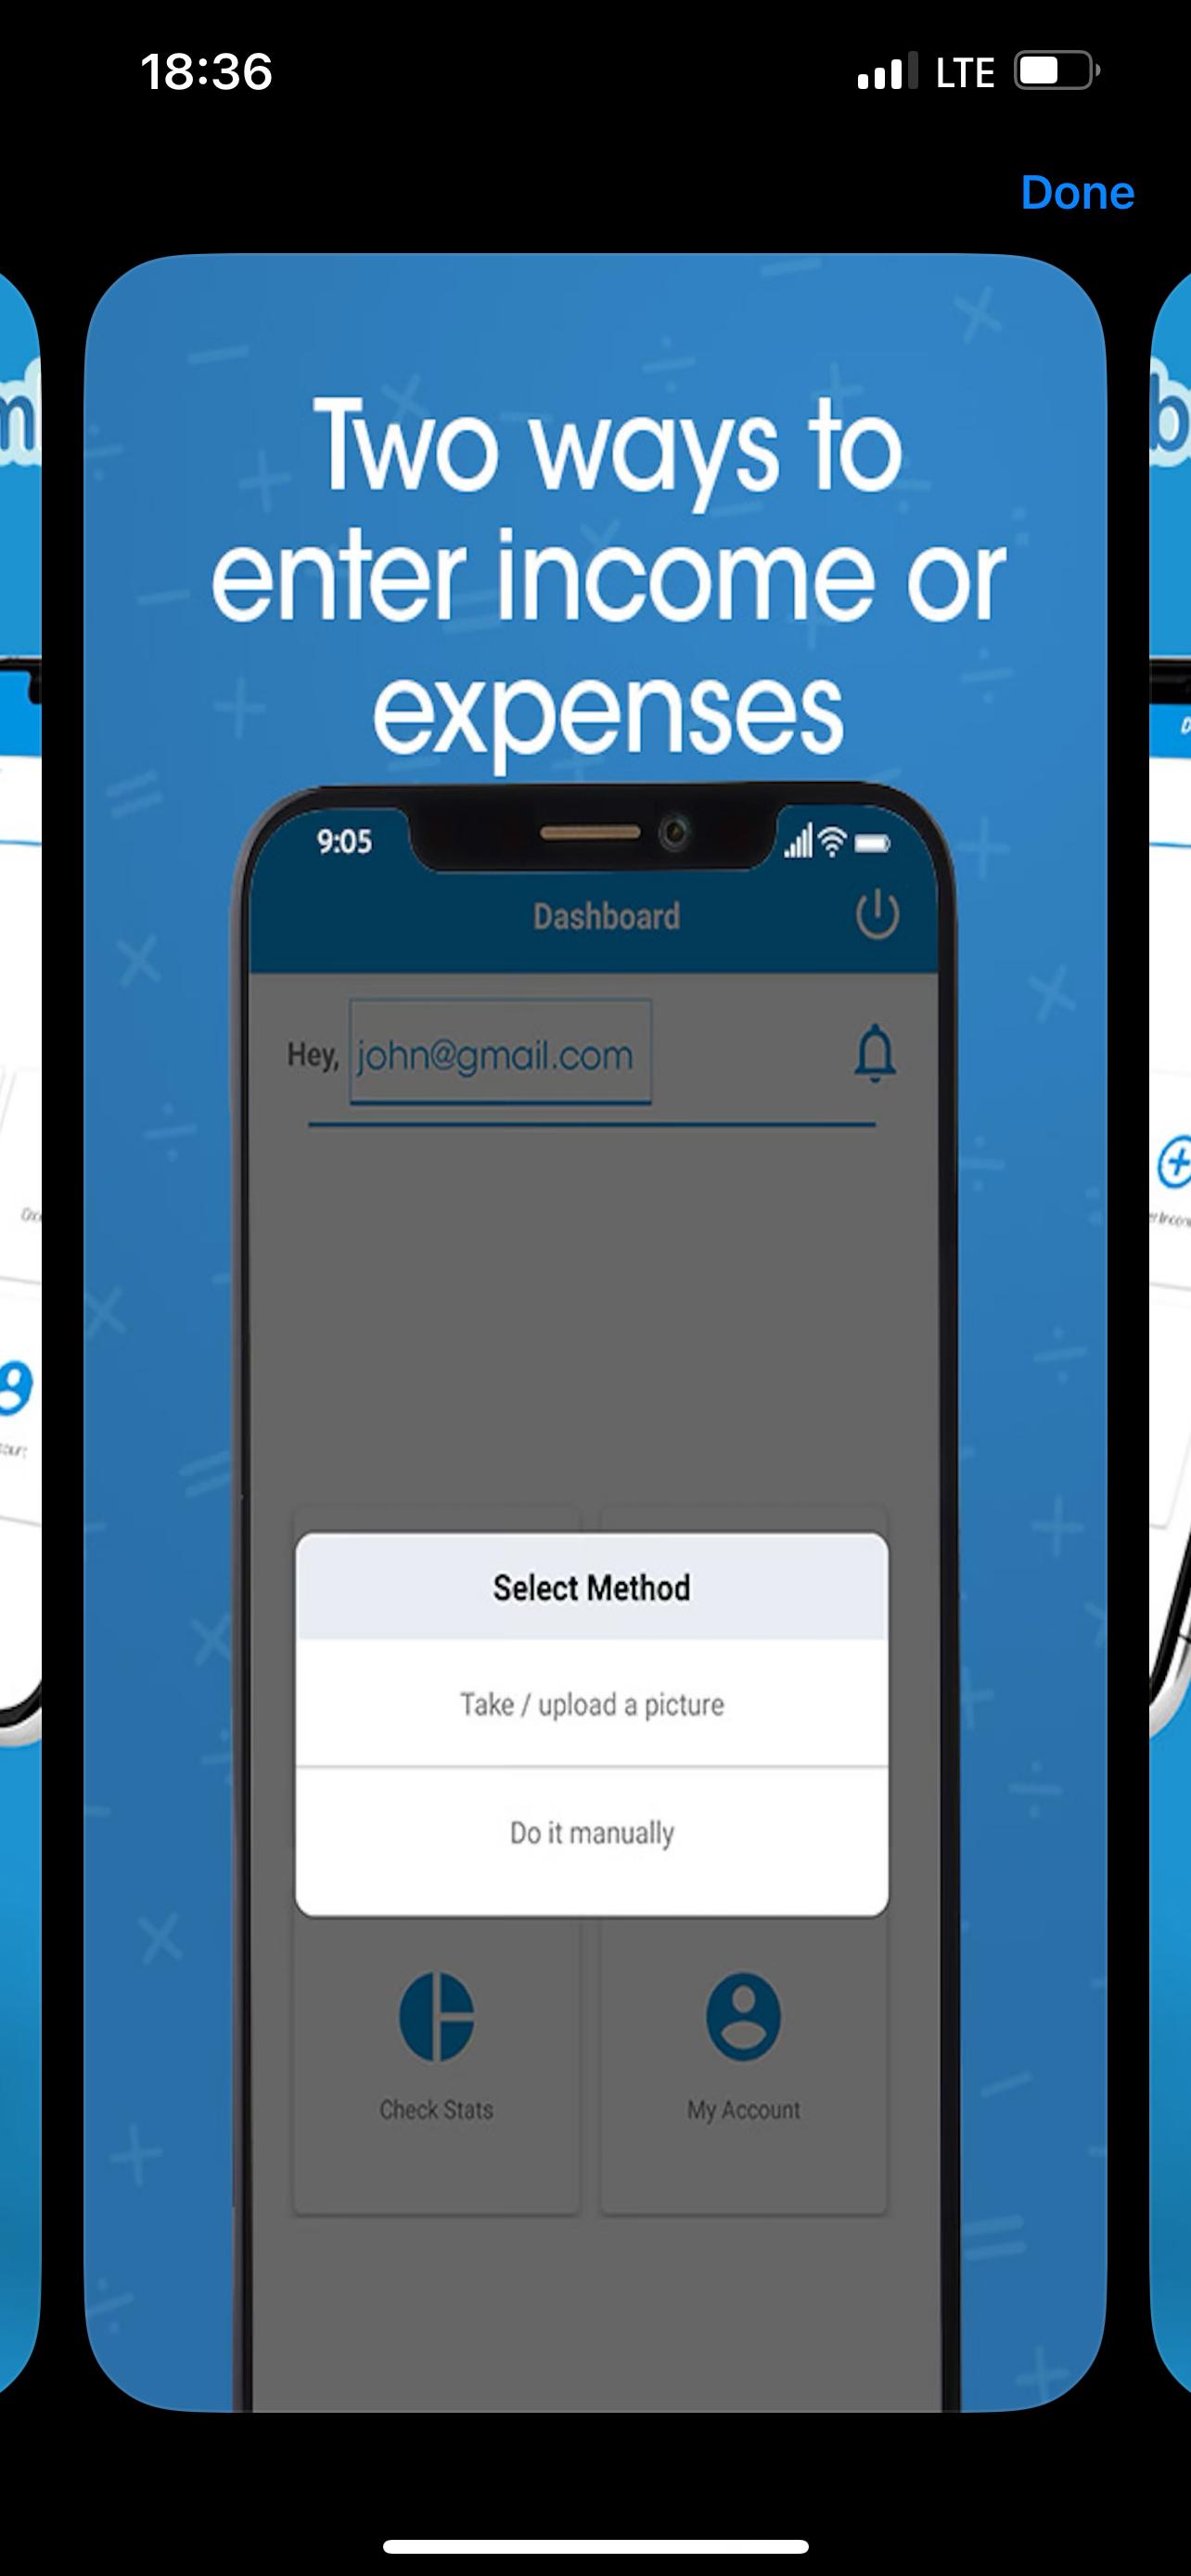 18:36
LTE
Done
Two ways to
enter income or
expenses
9:05
Dashboard
Hey, john@gmail.com
Select Method
Take / upload a picture
Do it manually
Check Stats
My Account